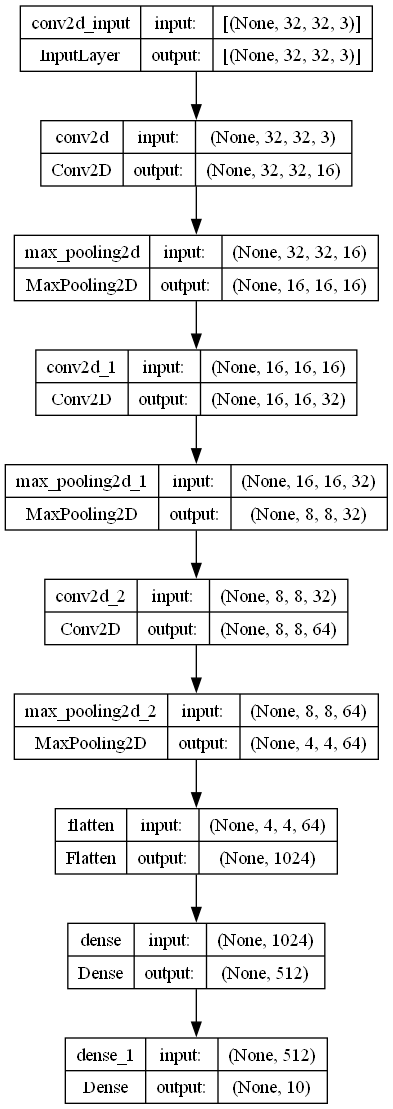 conv2d_input input: [(None, 32, 32, 3)]
InputLayer output: [(None, 32, 32, 3)]
conv2d input: (None, 32, 32, 3)
Conv2D output: (None, 32, 32, 16)
max_pooling2d input: (None, 32, 32, 16)
MaxPooling2D output: (None, 16, 16, 16)
conv2d_1 input: (None, 16, 16, 16)
Conv2D output: (None, 16, 16, 32)
max_pooling2d_1 input: (None, 16, 16, 32)
MaxPooling2D output: (None, 8, 8, 32)
conv2d_2 input: (None, 8, 8, 32)
Conv2D output: (None, 8, 8, 64)
max_pooling2d_2 input: (None, 8, 8, 64)
MaxPooling2D output: (None, 4, 4, 64)
flatten input: (None, 4, 4, 64)
Flatten output: (None, 1024)
dense input: (None, 1024)
Dense output: (None, 512)
dense_1 input: (None, 512)
Dense output: (None, 10)